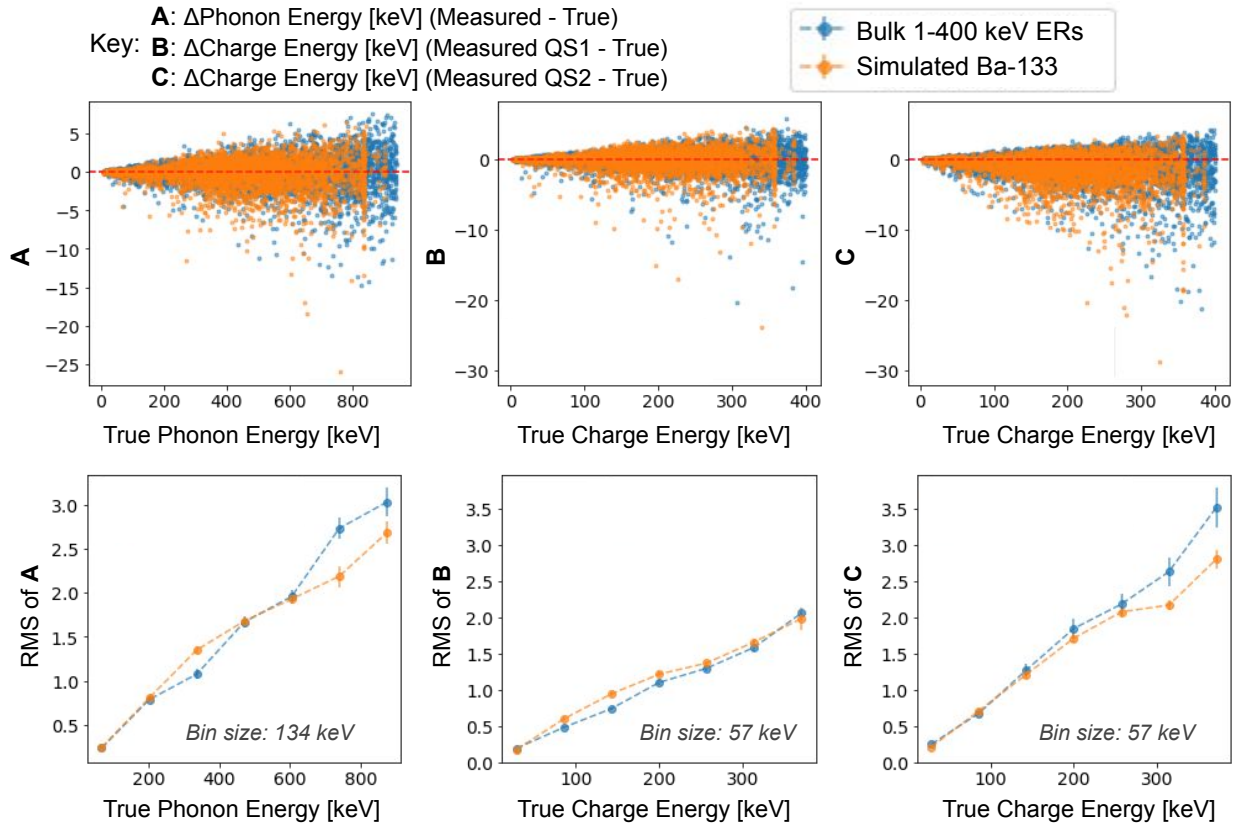 Key:
A: ΔPhonon Energy [keV] (Measured - True)
B: ΔCharge Energy [keV] (Measured QS1 - True)
C: ΔCharge Energy [keV] (Measured QS2 - True)
Bulk 1-400 keV ERs
Simulated Ba-133
A
5
0
−5
−10
−15
−20
−25
0 200 400 600 800
True Phonon Energy [keV]
B
0
−10
−20
−30
0 100 200 300 400
True Charge Energy [keV]
C
0
−10
−20
−30
0 100 200 300 400
True Charge Energy [keV]
RMS of A
3.0
2.5
2.0
1.5
1.0
0.5
Bin size: 134 keV
200 400 600 800
True Phonon Energy [keV]
RMS of B
3.5
3.0
2.5
2.0
1.5
1.0
0.5
0.0
Bin size: 57 keV
100 200 300
True Charge Energy [keV]
RMS of C
3.5
3.0
2.5
2.0
1.5
1.0
0.5
0.0
Bin size: 57 keV
100 200 300
True Charge Energy [keV]